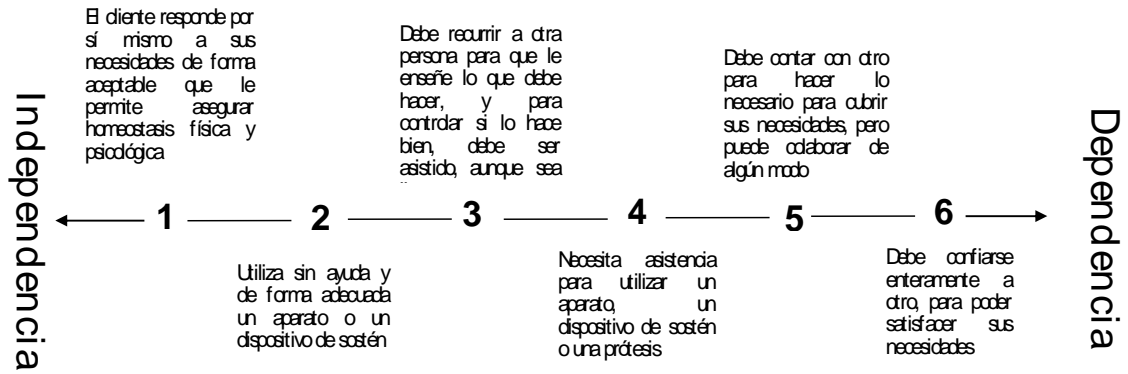 Independencia
El cliente responde por
sí mismo a sus
necesidades de forma
aceptable que le
permite asegurar
homeostasis física y
psicológica
Debe recurrir a otra
persona para que le
enseñe lo que debe
hacer, y para
controlar si lo hace
bien, debe ser
asistido, aunque sea
Debe contar con otro
para hacer lo
necesario para cubrir
sus necesidades, pero
puede colaborar de
algún modo
1 2 3 4 5 6
Utiliza sin ayuda y
de forma adecuada
un aparato o un
dispositivo de sostén
Necesita asistencia
para utilizar un
aparato, un
dispositivo de sostén
o una prótesis
Debe confiarse
enteramente a
otro, para poder
satisfacer sus
necesidades
Dependencia